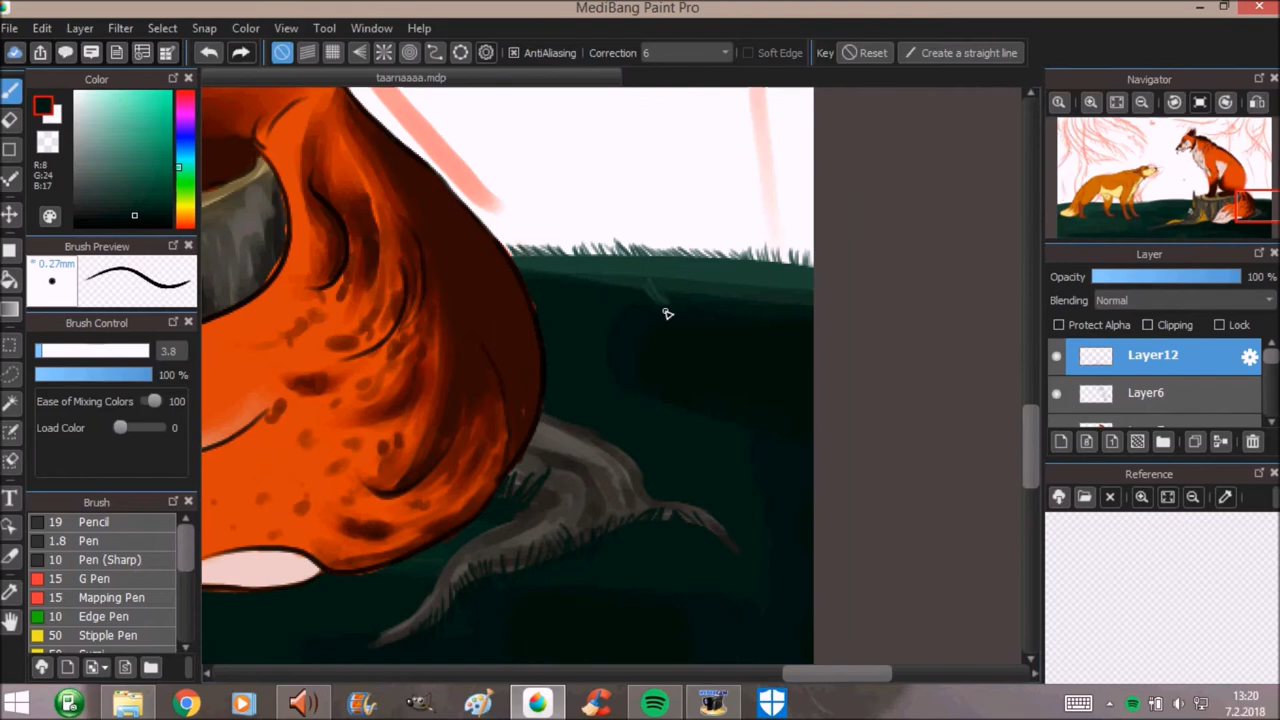 MediBang Paint Pro
File Edit Layer Filter Select Snap Color View Tool Window Help
AntiAliasing Correction 6 Soft Edge Key Reset Create a straight line
taarnaaaa.mdp
Color
R:8
G:24
B:17
Brush Preview
* 0.27mm
Brush Control
3.8
100 %
Ease of Mixing Colors 100
Load Color 0
Brush
19 Pencil
1.8 Pen
10 Pen (Sharp)
15 G Pen
15 Mapping Pen
10 Edge Pen
50 Stipple Pen
Navigator
Layer
Opacity 100 %
Blending Normal
Protect Alpha Clipping Lock
Layer12
Layer6
Reference
13:20
7.2.2018